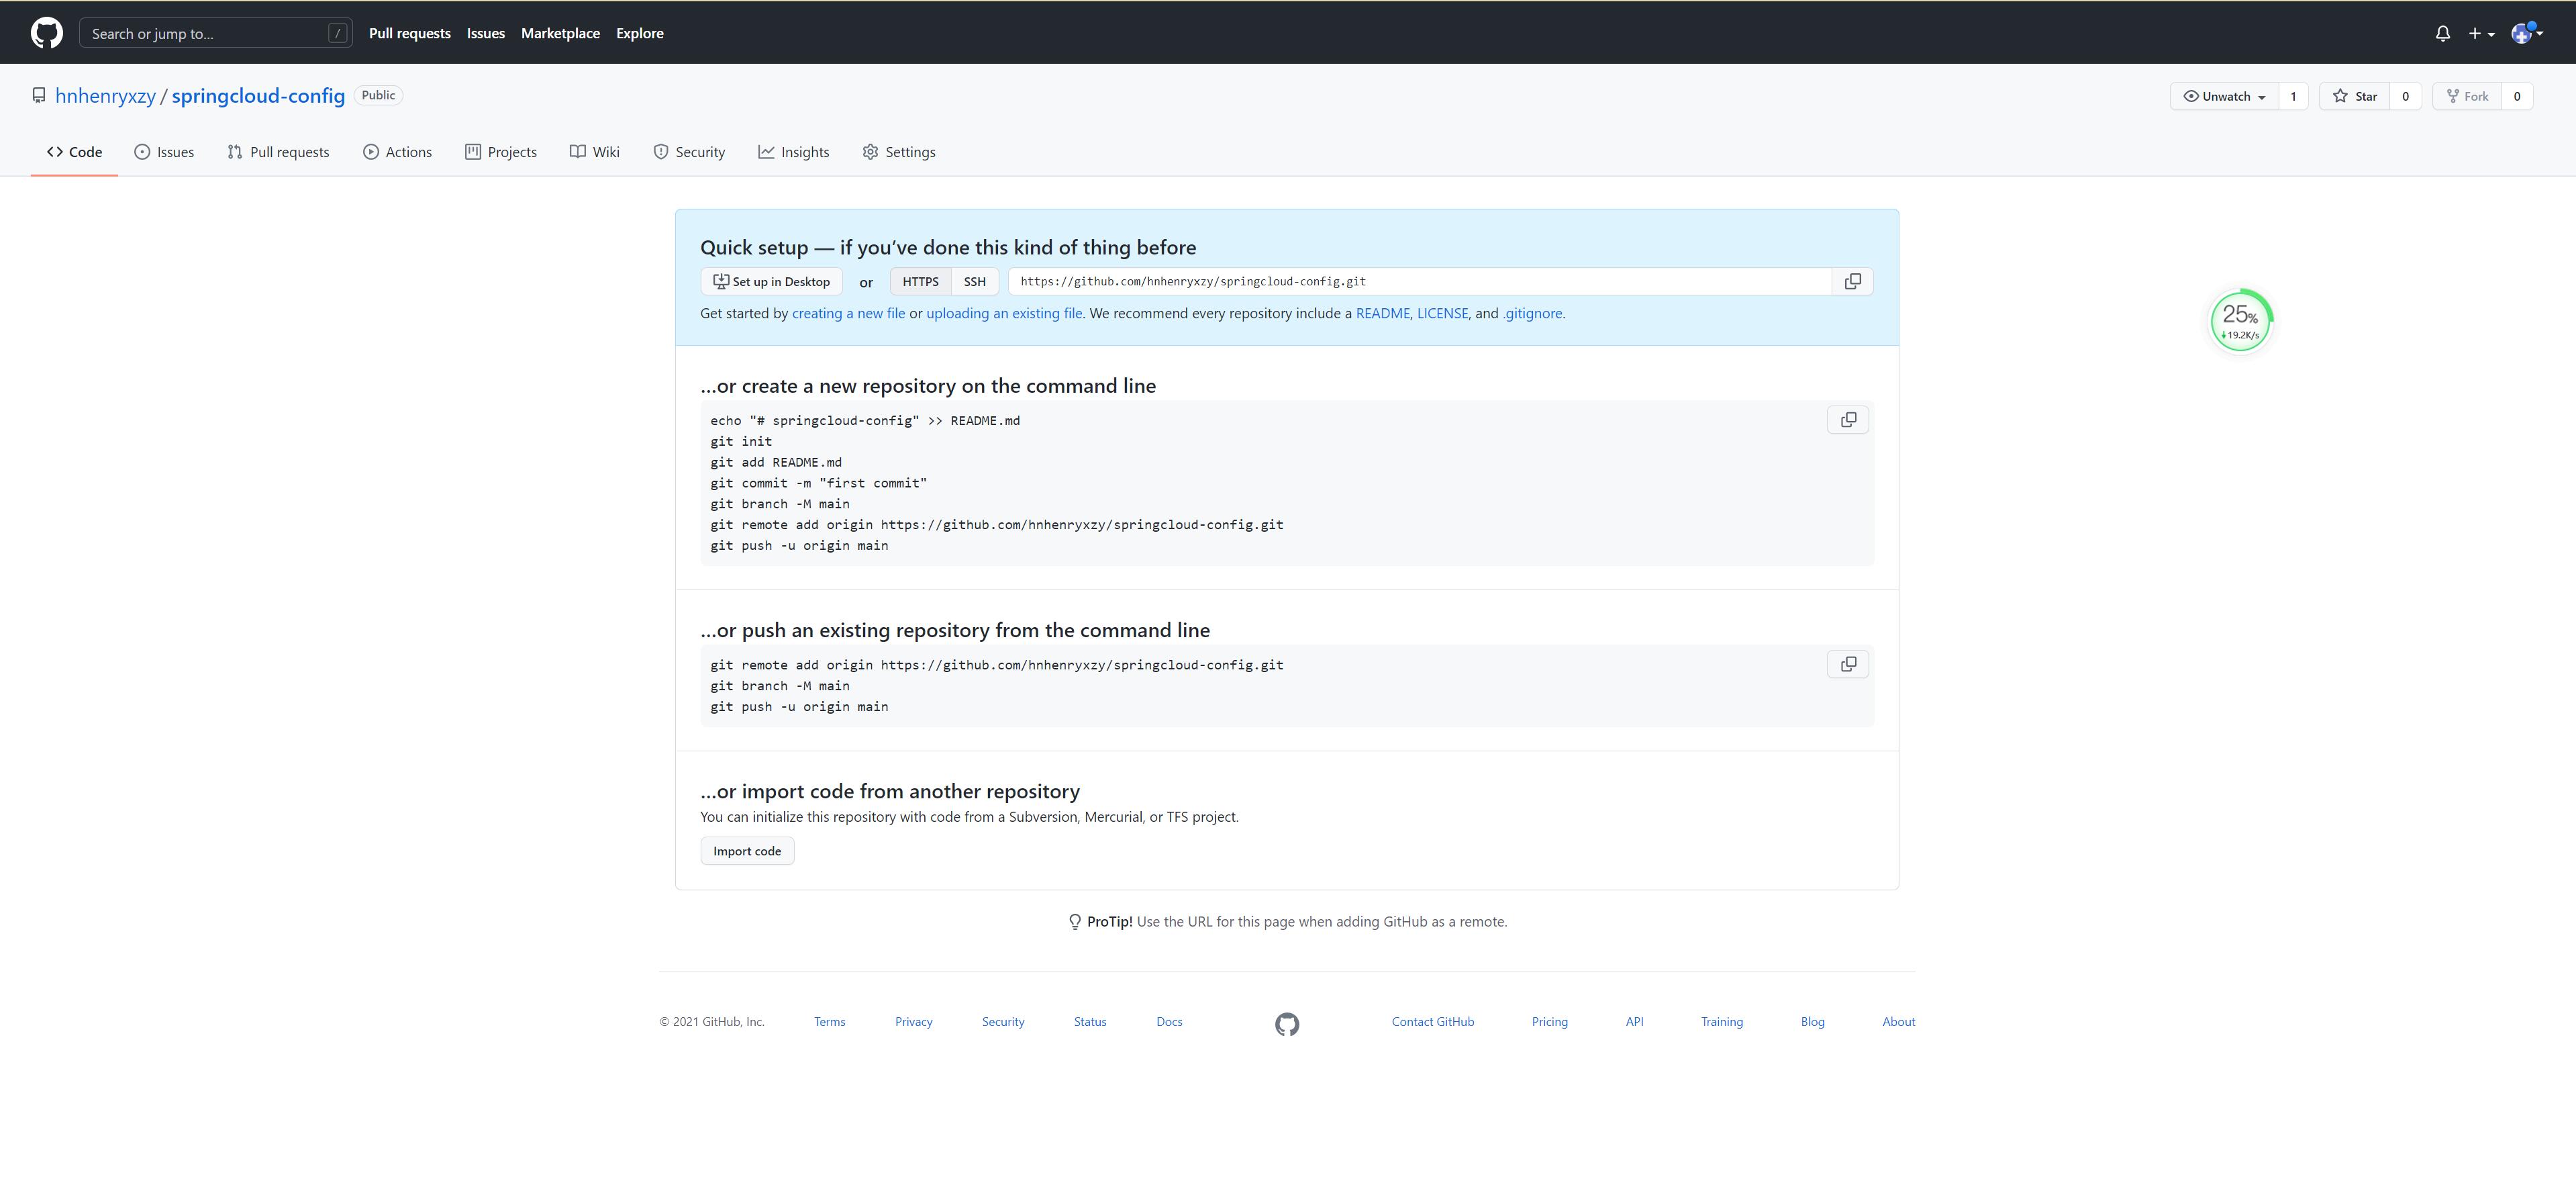 Search or jump to... /
Pull requests Issues Marketplace Explore
hnhenryxzy / springcloud-config Public
Unwatch 1 Star 0 Fork 0
Code Issues Pull requests Actions Projects Wiki Security Insights Settings
Quick setup — if you’ve done this kind of thing before
Set up in Desktop or HTTPS SSH https://github.com/hnhenryxzy/springcloud-config.git
Get started by creating a new file or uploading an existing file. We recommend every repository include a README, LICENSE, and .gitignore.
25%
↓19.2K/s
…or create a new repository on the command line
echo "# springcloud-config" >> README.md
git init
git add README.md
git commit -m "first commit"
git branch -M main
git remote add origin https://github.com/hnhenryxzy/springcloud-config.git
git push -u origin main
…or push an existing repository from the command line
git remote add origin https://github.com/hnhenryxzy/springcloud-config.git
git branch -M main
git push -u origin main
…or import code from another repository
You can initialize this repository with code from a Subversion, Mercurial, or TFS project.
Import code
ProTip! Use the URL for this page when adding GitHub as a remote.
© 2021 GitHub, Inc. Terms Privacy Security Status Docs Contact GitHub Pricing API Training Blog About